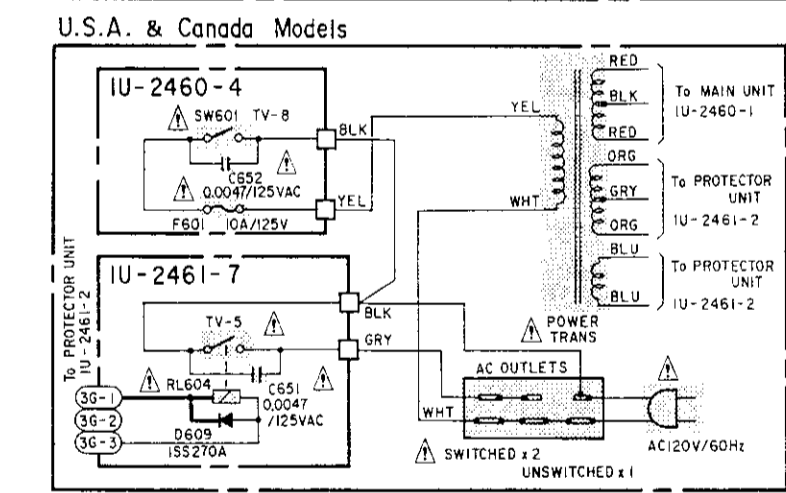 U.S.A. & Canada Models
IU-2460-4
SW601 TV-8
C652
0.0047/125VAC
F601 10A/125V
BLK
YEL
YEL
WHT
RED
BLK
RED
To MAIN UNIT
IU-2460-1
ORG
GRY
ORG
To PROTECTOR
UNIT
IU-2461-2
BLU
BLU
To PROTECTOR
UNIT
IU-2461-2
POWER
TRANS
IU-2461-7
To PROTECTOR UNIT
IU-2461-2
TV-5
BLK
GRY
RL604
C651
0.0047
/125VAC
3G-1
3G-2
3G-3
D609
1SS270A
AC OUTLETS
WHT
SWITCHED x 2
UNSWITCHED x 1
AC120V/60Hz